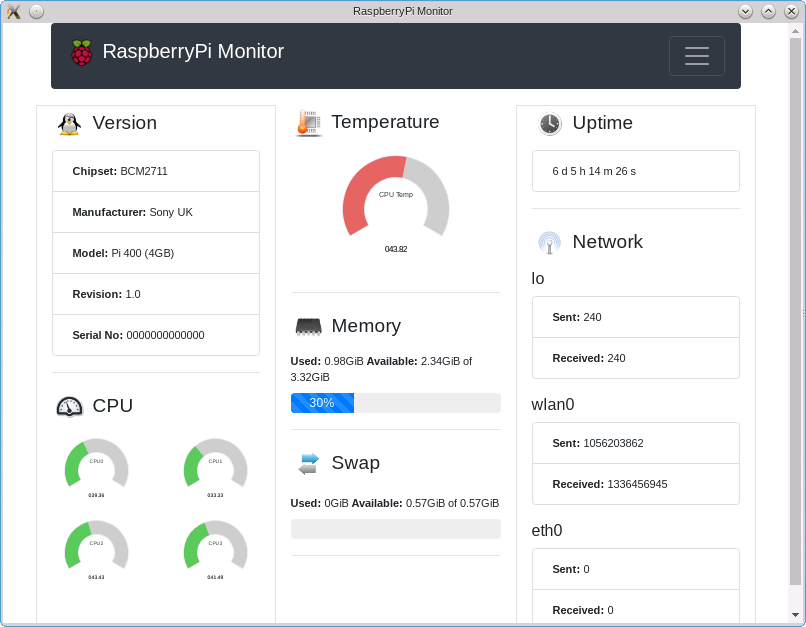 RaspberryPi Monitor
RaspberryPi Monitor
Version
Chipset: BCM2711
Manufacturer: Sony UK
Model: Pi 400 (4GB)
Revision: 1.0
Serial No: 0000000000000
CPU
CPU0
039.36
CPU1
033.33
CPU2
043.43
CPU3
041.49
Temperature
CPU Temp
043.82
Memory
Used: 0.98GiB Available: 2.34GiB of
3.32GiB
30%
Swap
Used: 0GiB Available: 0.57GiB of 0.57GiB
Uptime
6 d 5 h 14 m 26 s
Network
lo
Sent: 240
Received: 240
wlan0
Sent: 1056203862
Received: 1336456945
eth0
Sent: 0
Received: 0